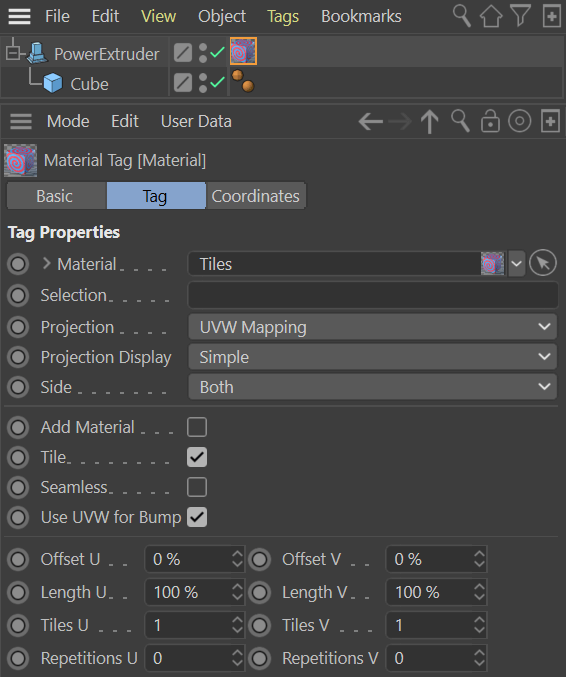 File Edit View Object Tags Bookmarks
PowerExtruder
Cube
Mode Edit User Data
Material Tag [Material]
Basic Tag Coordinates
Tag Properties
Material . . . . Tiles
Selection . . . . .
Projection . . . . UVW Mapping
Projection Display Simple
Side . . . . . . . Both
Add Material . . .
Tile. . . . . . . .
Seamless. . . . .
Use UVW for Bump
Offset U . . 0 % Offset V . . 0 %
Length U. . 100 % Length V. . 100 %
Tiles U . . . 1 Tiles V . . . 1
Repetitions U 0 Repetitions V 0